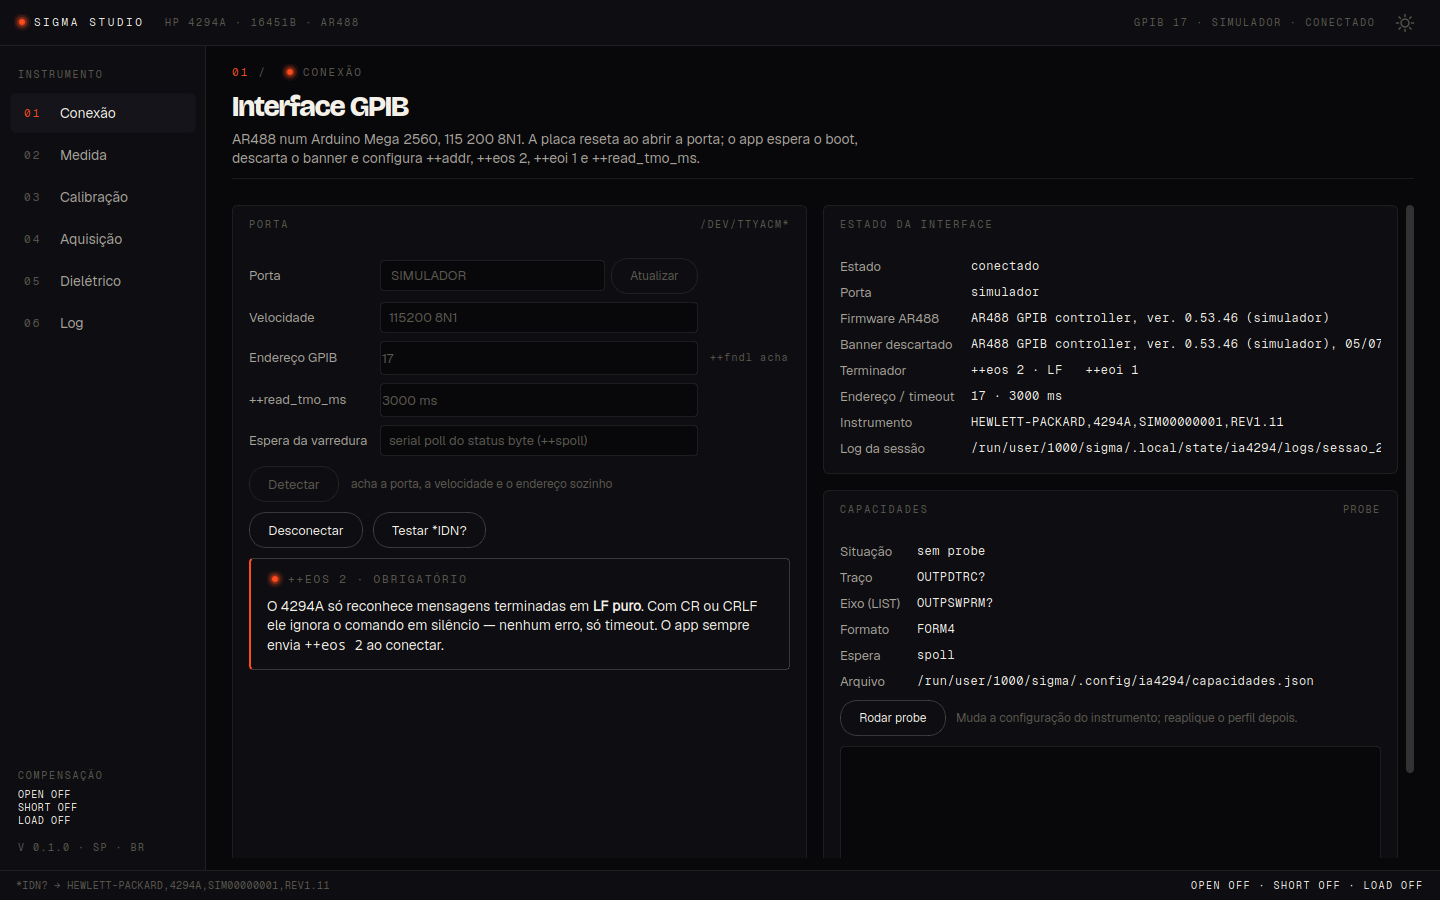 SIGMA STUDIO HP 4294A · 16451B · AR488
GPIB 17 · SIMULADOR · CONECTADO
INSTRUMENTO
01 Conexão
02 Medida
03 Calibração
04 Aquisição
05 Dielétrico
06 Log
COMPENSAÇÃO
OPEN OFF
SHORT OFF
LOAD OFF
V 0.1.0 · SP · BR
01 / CONEXÃO
Interface GPIB
AR488 num Arduino Mega 2560, 115 200 8N1. A placa reseta ao abrir a porta; o app espera o boot,
descarta o banner e configura ++addr, ++eos 2, ++eoi 1 e ++read_tmo_ms.
PORTA /DEV/TTYACM*
Porta SIMULADOR Atualizar
Velocidade 115200 8N1
Endereço GPIB 17 ++fndl acha
++read_tmo_ms 3000 ms
Espera da varredura serial poll do status byte (++spoll)
Detectar acha a porta, a velocidade e o endereço sozinho
Desconectar Testar *IDN?
++EOS 2 · OBRIGATÓRIO
O 4294A só reconhece mensagens terminadas em LF puro. Com CR ou CRLF
ele ignora o comando em silêncio — nenhum erro, só timeout. O app sempre
envia ++eos 2 ao conectar.
ESTADO DA INTERFACE
Estado conectado
Porta simulador
Firmware AR488 AR488 GPIB controller, ver. 0.53.46 (simulador)
Banner descartado AR488 GPIB controller, ver. 0.53.46 (simulador), 05/07
Terminador ++eos 2 · LF ++eoi 1
Endereço / timeout 17 · 3000 ms
Instrumento HEWLETT-PACKARD,4294A,SIM00000001,REV1.11
Log da sessão /run/user/1000/sigma/.local/state/ia4294/logs/sessao_2
CAPACIDADES PROBE
Situação sem probe
Traço OUTPDTRC?
Eixo (LIST) OUTPSWPRM?
Formato FORM4
Espera spoll
Arquivo /run/user/1000/sigma/.config/ia4294/capacidades.json
Rodar probe Muda a configuração do instrumento; reaplique o perfil depois.
*IDN? → HEWLETT-PACKARD,4294A,SIM00000001,REV1.11
OPEN OFF · SHORT OFF · LOAD OFF